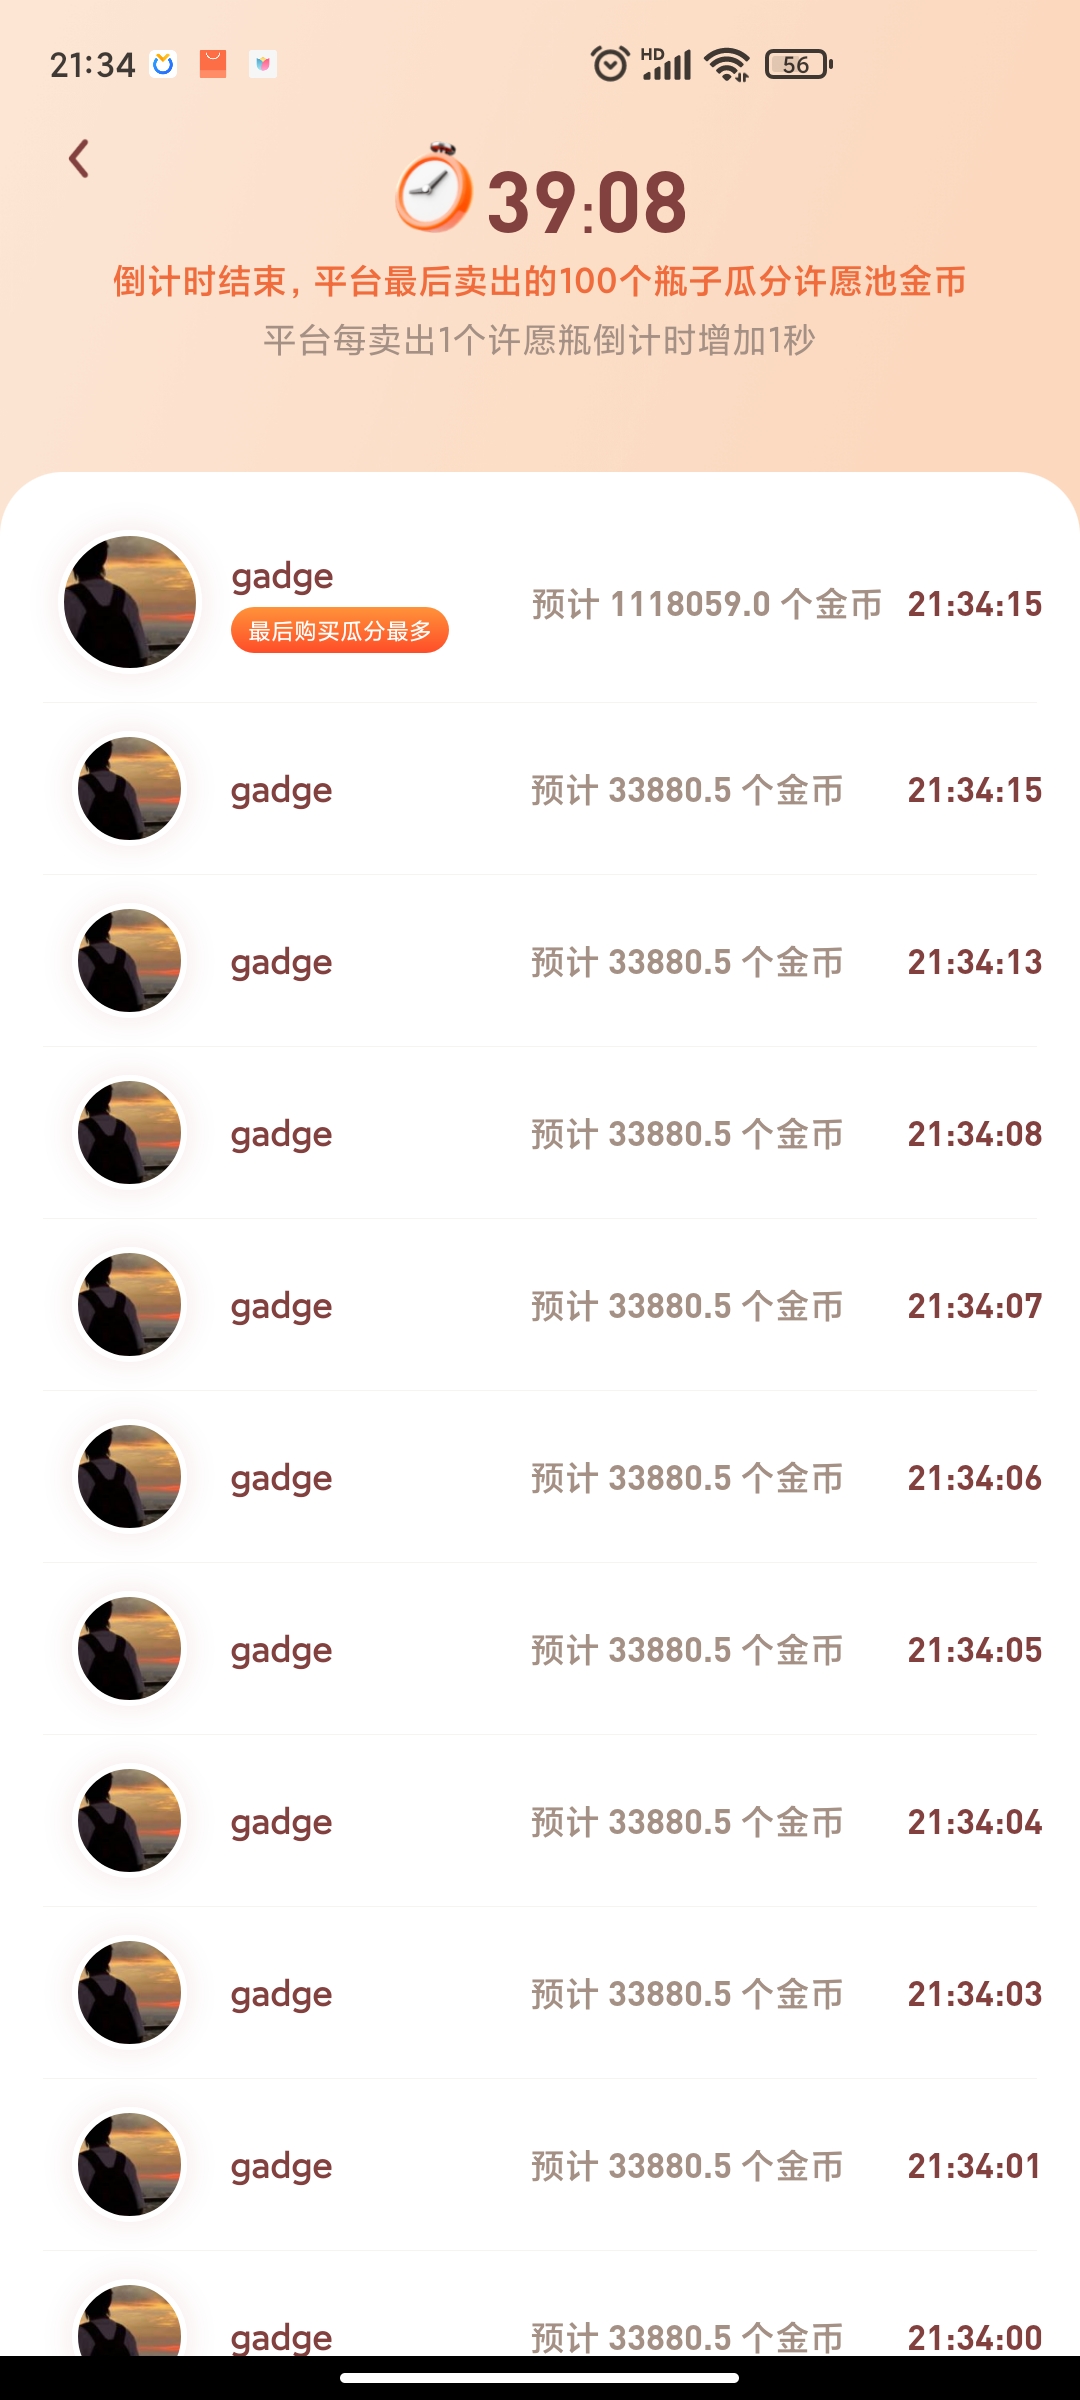 21:34 HD 56
39:08
倒计时结束，平台最后卖出的100个瓶子瓜分许愿池金币
平台每卖出1个许愿瓶倒计时增加1秒
gadge
最后购买瓜分最多
预计 1118059.0 个金币 21:34:15
gadge 预计 33880.5 个金币 21:34:15
gadge 预计 33880.5 个金币 21:34:13
gadge 预计 33880.5 个金币 21:34:08
gadge 预计 33880.5 个金币 21:34:07
gadge 预计 33880.5 个金币 21:34:06
gadge 预计 33880.5 个金币 21:34:05
gadge 预计 33880.5 个金币 21:34:04
gadge 预计 33880.5 个金币 21:34:03
gadge 预计 33880.5 个金币 21:34:01
gadge 预计 33880.5 个金币 21:34:00